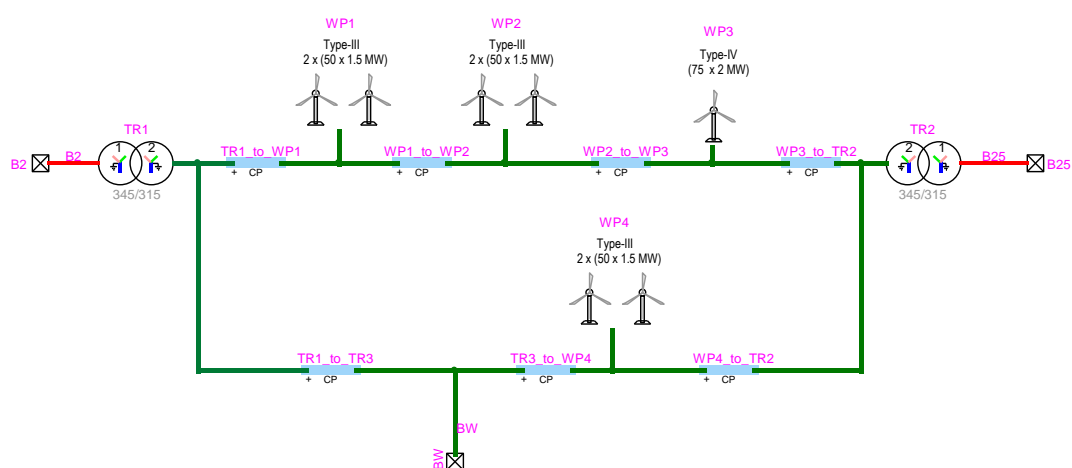 WP1
Type-III
2 x (50 x 1.5 MW)
WP2
Type-III
2 x (50 x 1.5 MW)
WP3
Type-IV
(75 x 2 MW)
TR1
1 2
345/315
B2
B2
TR1_to_WP1
+ CP
WP1_to_WP2
+ CP
WP2_to_WP3
+ CP
WP3_to_TR2
+ CP
TR2
2 1
345/315
B25
B25
WP4
Type-III
2 x (50 x 1.5 MW)
TR1_to_TR3
+ CP
TR3_to_WP4
+ CP
WP4_to_TR2
+ CP
BW
BW